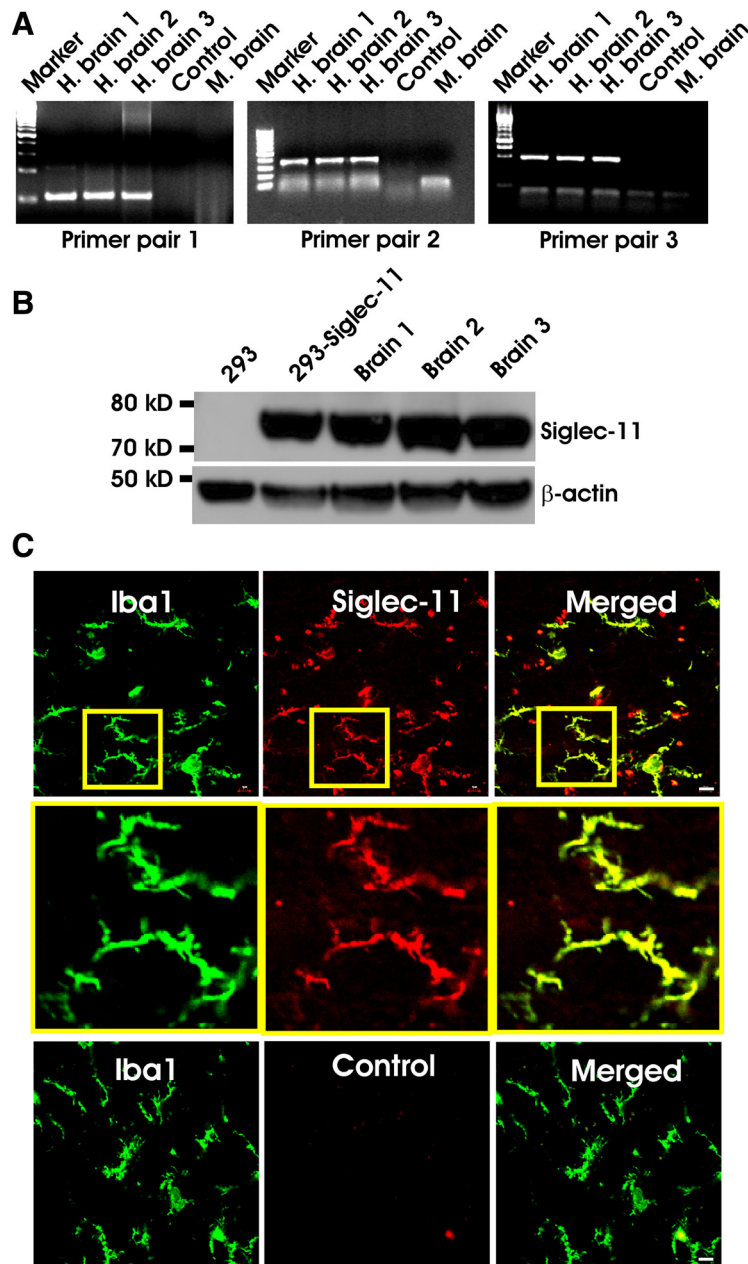 A
Marker H. brain 1 H. brain 2 H. brain 3 Control M. brain
Marker H. brain 1 H. brain 2 H. brain 3 Control M. brain
Marker H. brain 1 H. brain 2 H. brain 3 Control M. brain
Primer pair 1
Primer pair 2
Primer pair 3
B
293 293-Siglec-11 Brain 1 Brain 2 Brain 3
80 kD
70 kD
Siglec-11
50 kD
β-actin
C
Iba1 Siglec-11 Merged
Iba1 Control Merged